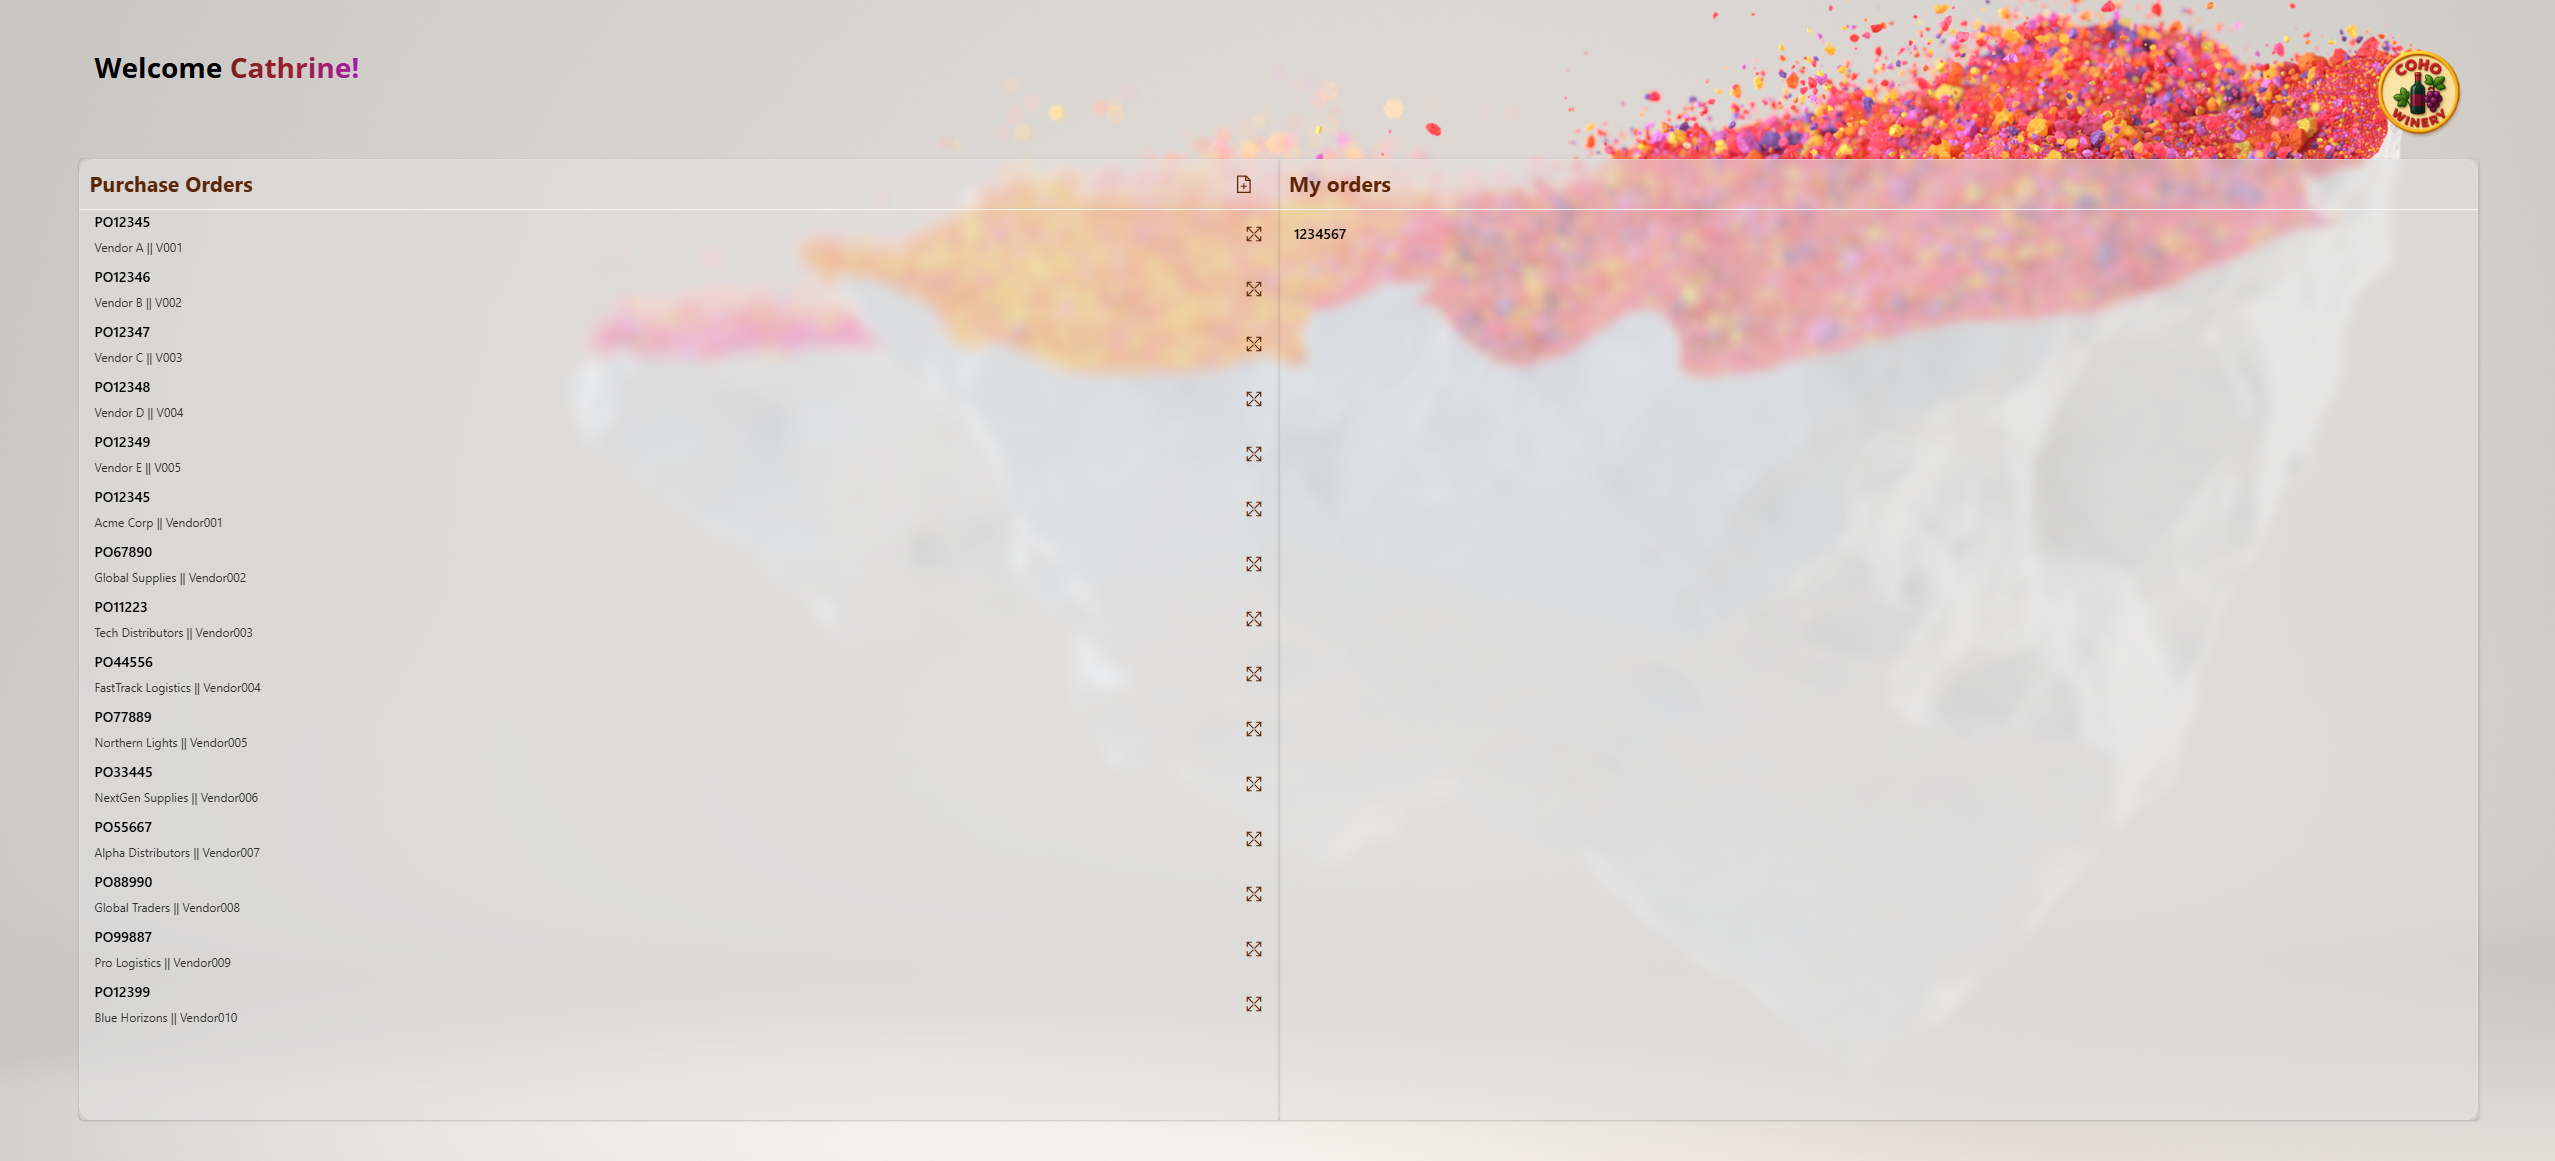 Welcome Cathrine!
COHO
WINERY
Purchase Orders
My orders
PO12345
Vendor A || V001
1234567
PO12346
Vendor B || V002
PO12347
Vendor C || V003
PO12348
Vendor D || V004
PO12349
Vendor E || V005
PO12345
Acme Corp || Vendor001
PO67890
Global Supplies || Vendor002
PO11223
Tech Distributors || Vendor003
PO44556
FastTrack Logistics || Vendor004
PO77889
Northern Lights || Vendor005
PO33445
NextGen Supplies || Vendor006
PO55667
Alpha Distributors || Vendor007
PO88990
Global Traders || Vendor008
PO99887
Pro Logistics || Vendor009
PO12399
Blue Horizons || Vendor010